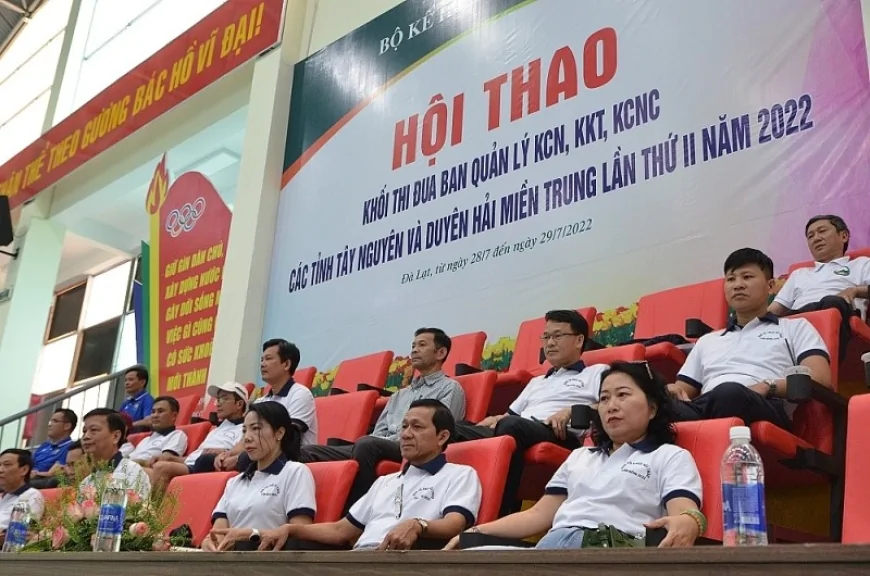 THÂN THỂ THEO GƯƠNG BÁC HỒ VĨ ĐẠI!
BỘ KẾ
HỘI THAO
KHỐI THI ĐUA BAN QUẢN LÝ KCN, KKT, KCNC
CÁC TỈNH TÂY NGUYÊN VÀ DUYÊN HẢI MIỀN TRUNG LẦN THỨ II NĂM 2022
Đà Lạt, từ ngày 28/7 đến ngày 29/7/2022
GIỮ GÌN DÂN CHỦ,
XÂY DỰNG NƯỚC
GÂY ĐỜI SỐNG
VIỆC GÌ CŨNG
CÓ SỨC KHOẺ
MỚI THÀNH